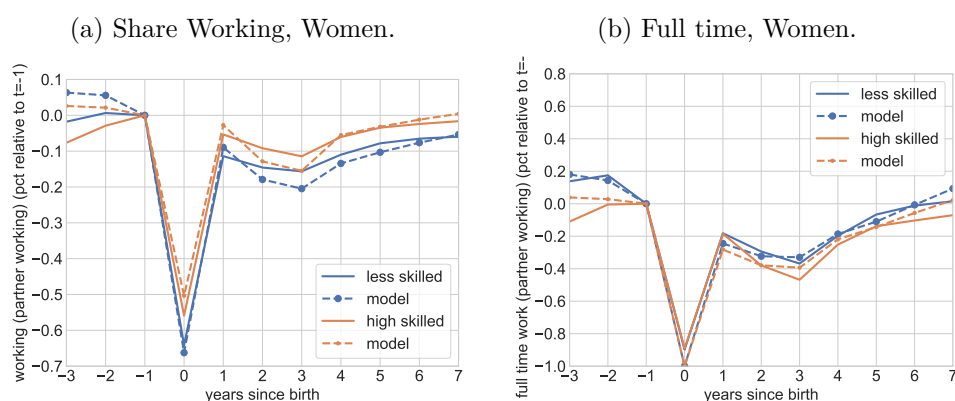 (a) Share Working, Women.
working (partner working) (pct relative to t=-1)
0.1
0.0
−0.1
−0.2
−0.3
−0.4
−0.5
−0.6
−0.7
less skilled
model
high skilled
model
−3 −2 −1 0 1 2 3 4 5 6 7
years since birth
(b) Full time, Women.
full time work (partner working) (pct relative to t=-
0.8
0.6
0.4
0.2
0.0
−0.2
−0.4
−0.6
−0.8
−1.0
less skilled
model
high skilled
model
−3 −2 −1 0 1 2 3 4 5 6 7
years since birth